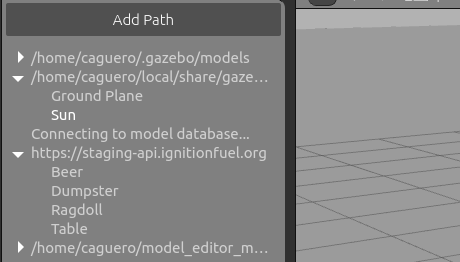 Add Path
/home/caguero/.gazebo/models
/home/caguero/local/share/gaze...
Ground Plane
Sun
Connecting to model database...
https://staging-api.ignitionfuel.org
Beer
Dumpster
Ragdoll
Table
/home/caguero/model_editor_m...